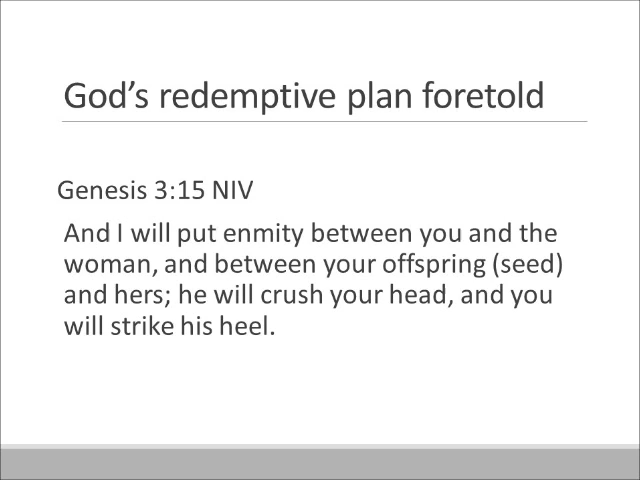 God’s redemptive plan foretold
Genesis 3:15 NIV
And I will put enmity between you and the
woman, and between your offspring (seed)
and hers; he will crush your head, and you
will strike his heel.